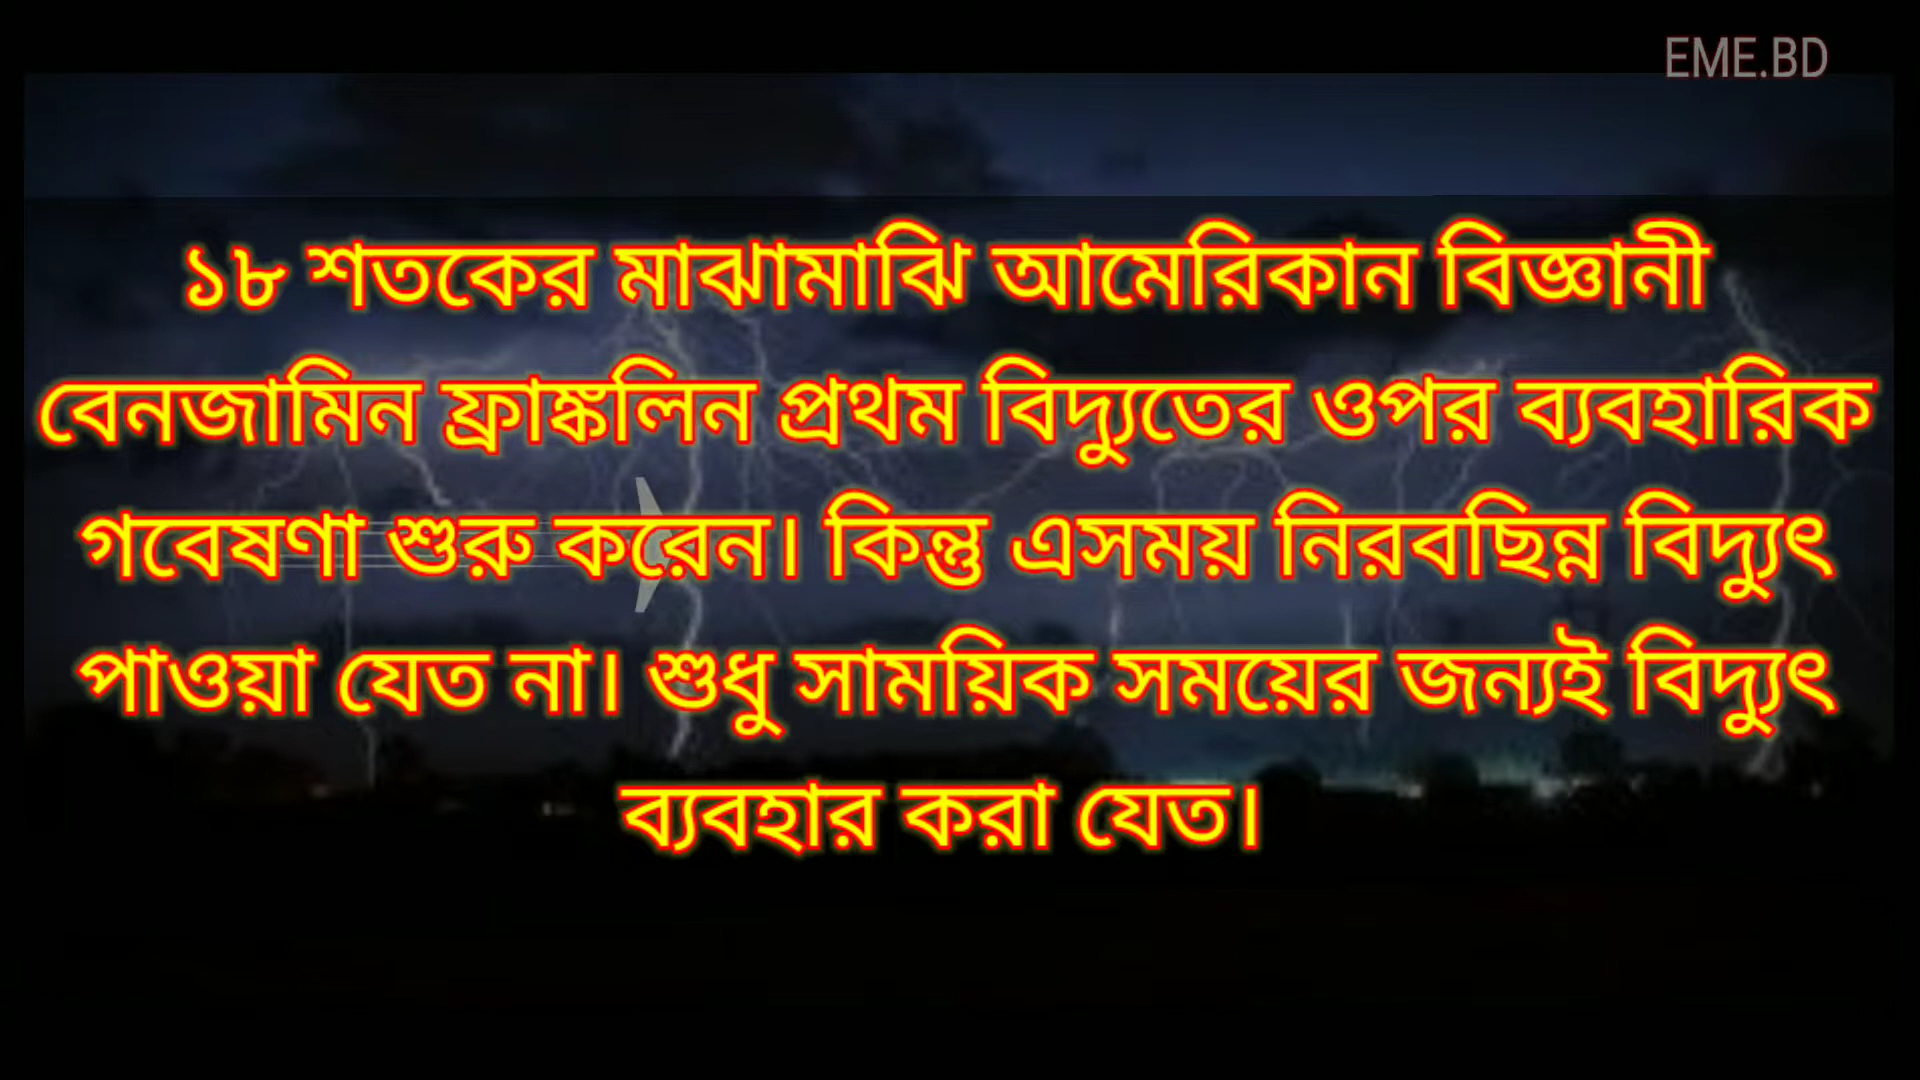 EME.BD
১৮ শতকের মাঝামাঝি আমেরিকান বিজ্ঞানী
বেনজামিন ফ্রাঙ্কলিন প্রথম বিদ্যুতের ওপর ব্যবহারিক
গবেষণা শুরু করেন। কিন্তু এসময় নিরবছিন্ন বিদ্যুৎ
পাওয়া যেত না। শুধু সাময়িক সময়ের জন্যই বিদ্যুৎ
ব্যবহার করা যেত।